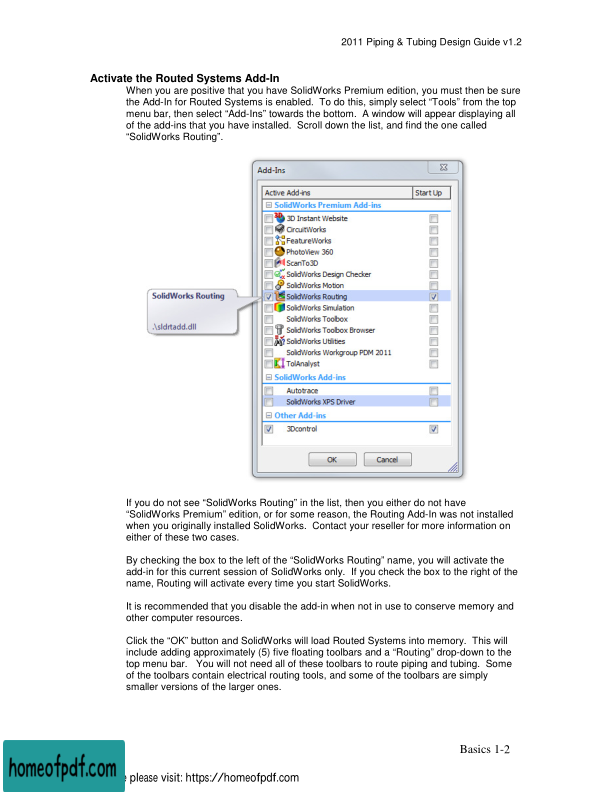 2011 Piping & Tubing Design Guide v1.2
Activate the Routed Systems Add-In
When you are positive that you have SolidWorks Premium edition, you must then be sure
the Add-In for Routed Systems is enabled.  To do this, simply select “Tools” from the top
menu bar, then select “Add-Ins” towards the bottom.  A window will appear displaying all
of the add-ins that you have installed.  Scroll down the list, and find the one called
“SolidWorks Routing”.
Add-Ins
Active Add-ins Start Up
SolidWorks Premium Add-ins
3D Instant Website
CircuitWorks
FeatureWorks
PhotoView 360
ScanTo3D
SolidWorks Design Checker
SolidWorks Motion
SolidWorks Routing
SolidWorks Routing
SolidWorks Simulation
SolidWorks Toolbox
.\sldrtadd.dll
SolidWorks Toolbox Browser
SolidWorks Utilities
SolidWorks Workgroup PDM 2011
TolAnalyst
SolidWorks Add-ins
Autotrace
SolidWorks XPS Driver
Other Add-ins
3Dcontrol
OK Cancel
If you do not see “SolidWorks Routing” in the list, then you either do not have
“SolidWorks Premium” edition, or for some reason, the Routing Add-In was not installed
when you originally installed SolidWorks.  Contact your reseller for more information on
either of these two cases.
By checking the box to the left of the “SolidWorks Routing” name, you will activate the
add-in for this current session of SolidWorks only.  If you check the box to the right of the
name, Routing will activate every time you start SolidWorks.
It is recommended that you disable the add-in when not in use to conserve memory and
other computer resources.
Click the “OK” button and SolidWorks will load Routed Systems into memory.  This will
include adding approximately (5) five floating toolbars and a “Routing” drop-down to the
top menu bar.   You will not need all of these toolbars to route piping and tubing.  Some
of the toolbars contain electrical routing tools, and some of the toolbars are simply
smaller versions of the larger ones.
Basics 1-2
homeofpdf.com
please visit: https://homeofpdf.com